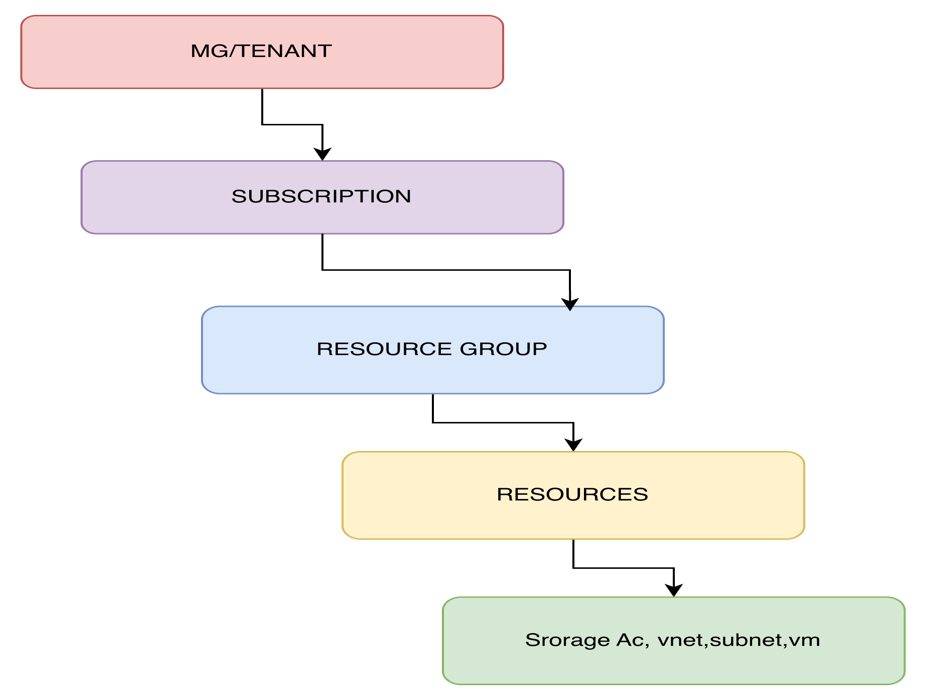 MG/TENANT
SUBSCRIPTION
RESOURCE GROUP
RESOURCES
Srorage Ac, vnet,subnet,vm